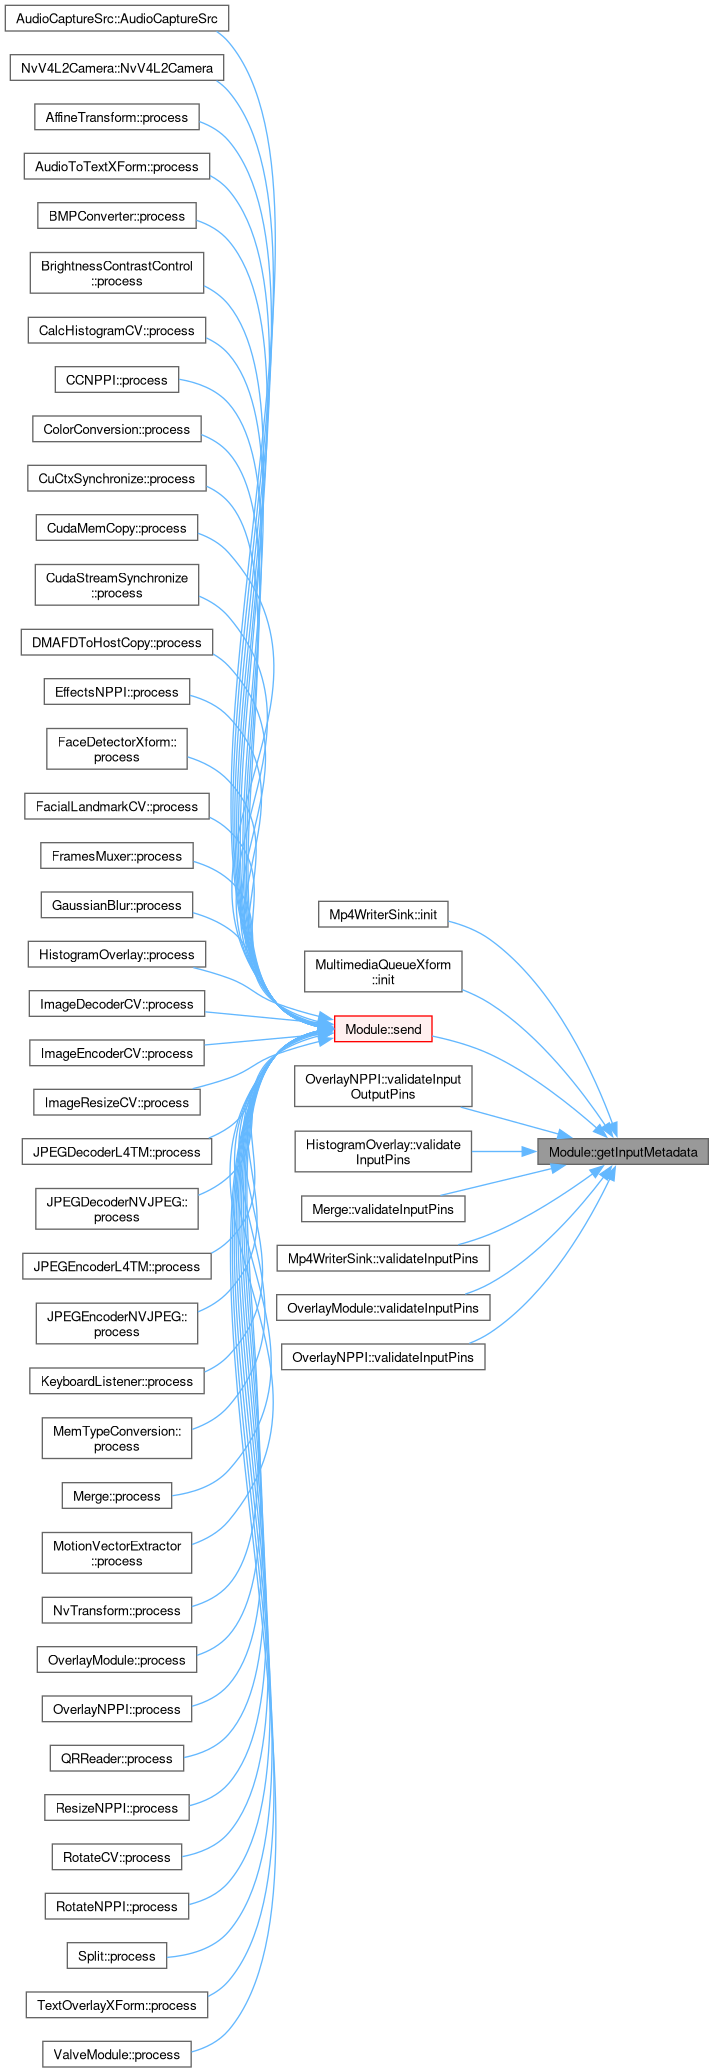 AudioCaptureSrc::AudioCaptureSrc
NvV4L2Camera::NvV4L2Camera
AffineTransform::process
AudioToTextXForm::process
BMPConverter::process
BrightnessContrastControl
::process
CalcHistogramCV::process
CCNPPI::process
ColorConversion::process
CuCtxSynchronize::process
CudaMemCopy::process
CudaStreamSynchronize
::process
DMAFDToHostCopy::process
EffectsNPPI::process
FaceDetectorXform::
process
FacialLandmarkCV::process
FramesMuxer::process
GaussianBlur::process
HistogramOverlay::process
ImageDecoderCV::process
ImageEncoderCV::process
ImageResizeCV::process
JPEGDecoderL4TM::process
JPEGDecoderNVJPEG::
process
JPEGEncoderL4TM::process
JPEGEncoderNVJPEG::
process
KeyboardListener::process
MemTypeConversion::
process
Merge::process
MotionVectorExtractor
::process
NvTransform::process
OverlayModule::process
OverlayNPPI::process
QRReader::process
ResizeNPPI::process
RotateCV::process
RotateNPPI::process
Split::process
TextOverlayXForm::process
ValveModule::process
Mp4WriterSink::init
MultimediaQueueXform
::init
Module::send
OverlayNPPI::validateInput
OutputPins
HistogramOverlay::validate
InputPins
Merge::validateInputPins
Mp4WriterSink::validateInputPins
OverlayModule::validateInputPins
OverlayNPPI::validateInputPins
Module::getInputMetadata